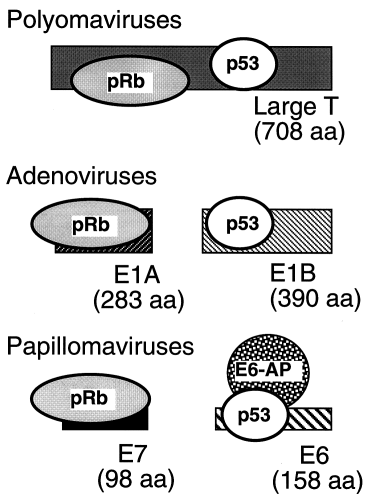 Polyomaviruses
pRb
p53
Large T
(708 aa)
Adenoviruses
pRb
p53
E1A
(283 aa)
E1B
(390 aa)
Papillomaviruses
E6-AP
pRb
p53
E7
(98 aa)
E6
(158 aa)